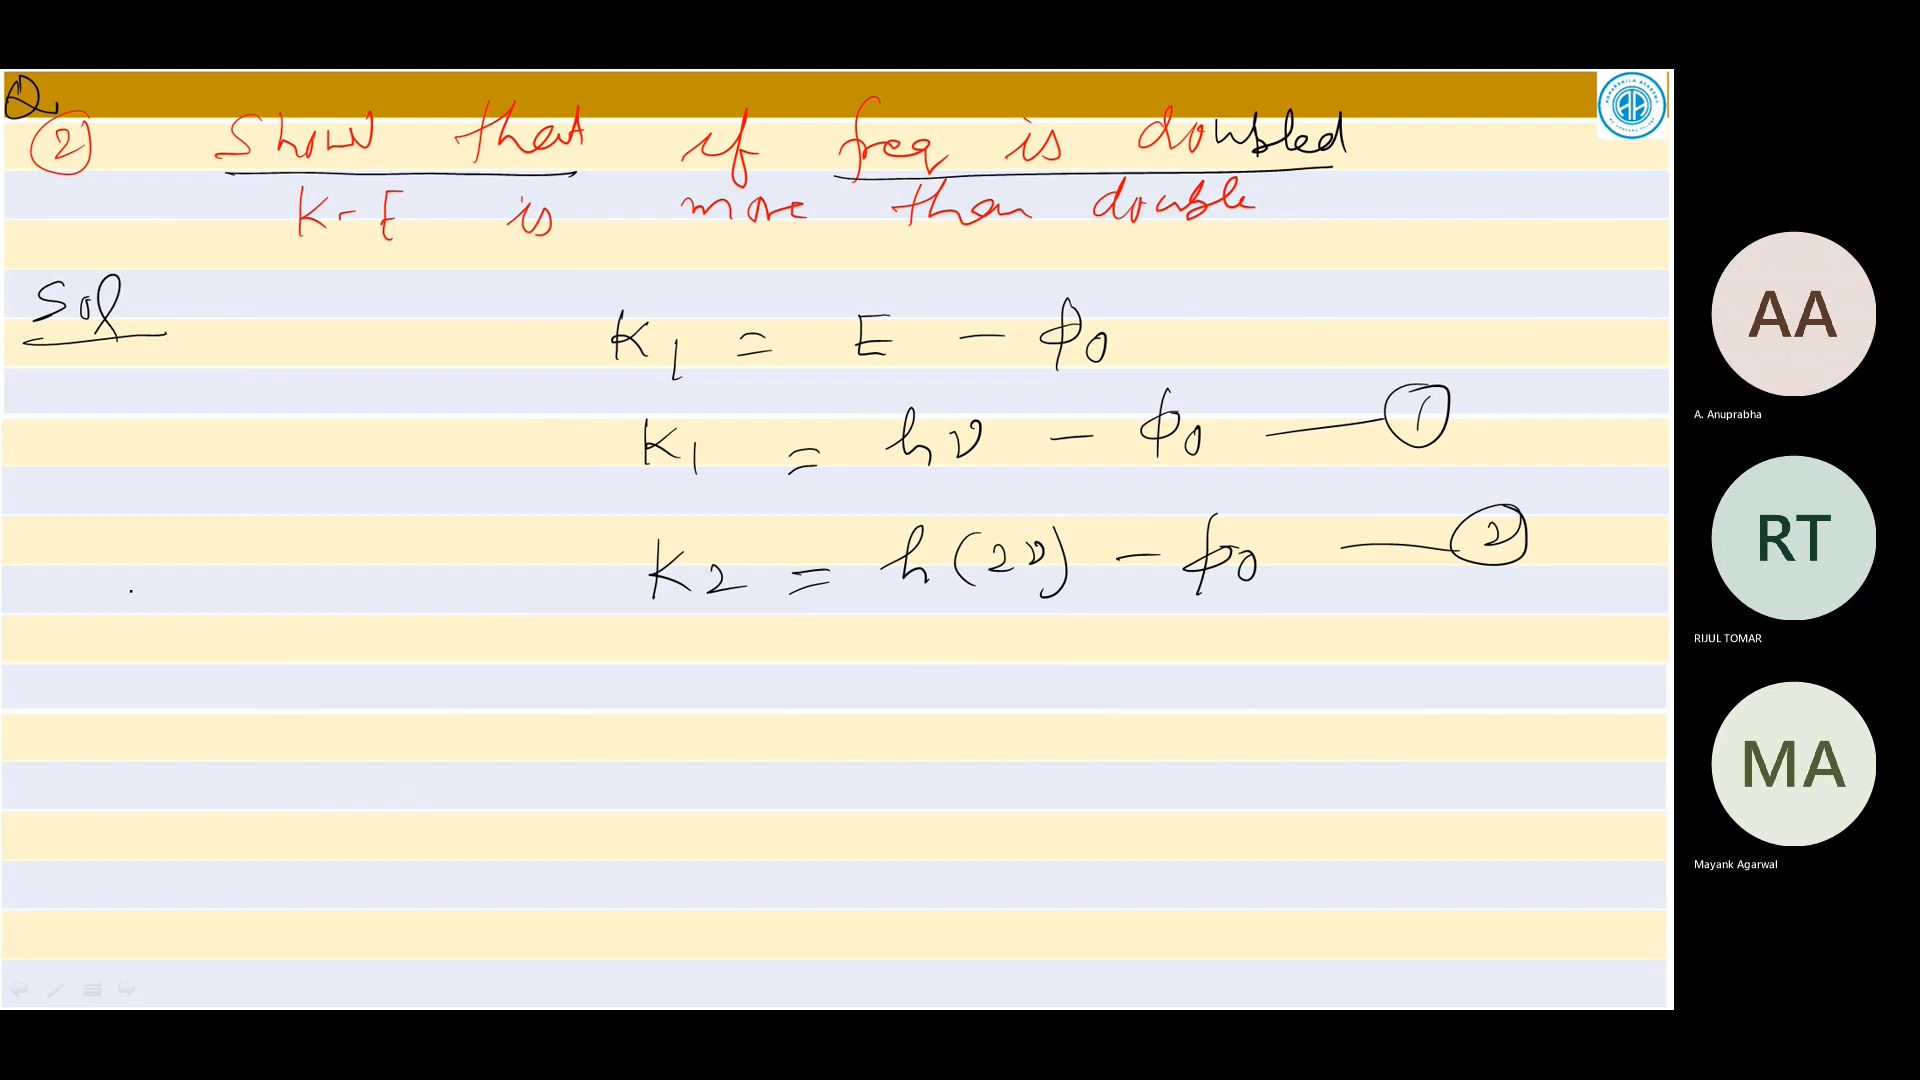 Q
② Show that if freq is doubled
K-E is more than double
Sol
K₁ = E - ϕ₀
K₁ = hν - ϕ₀ — ①
K₂ = h(2ν) - ϕ₀ — ②
AA
A. Anuprabha
RT
RIJUL TOMAR
MA
Mayank Agarwal